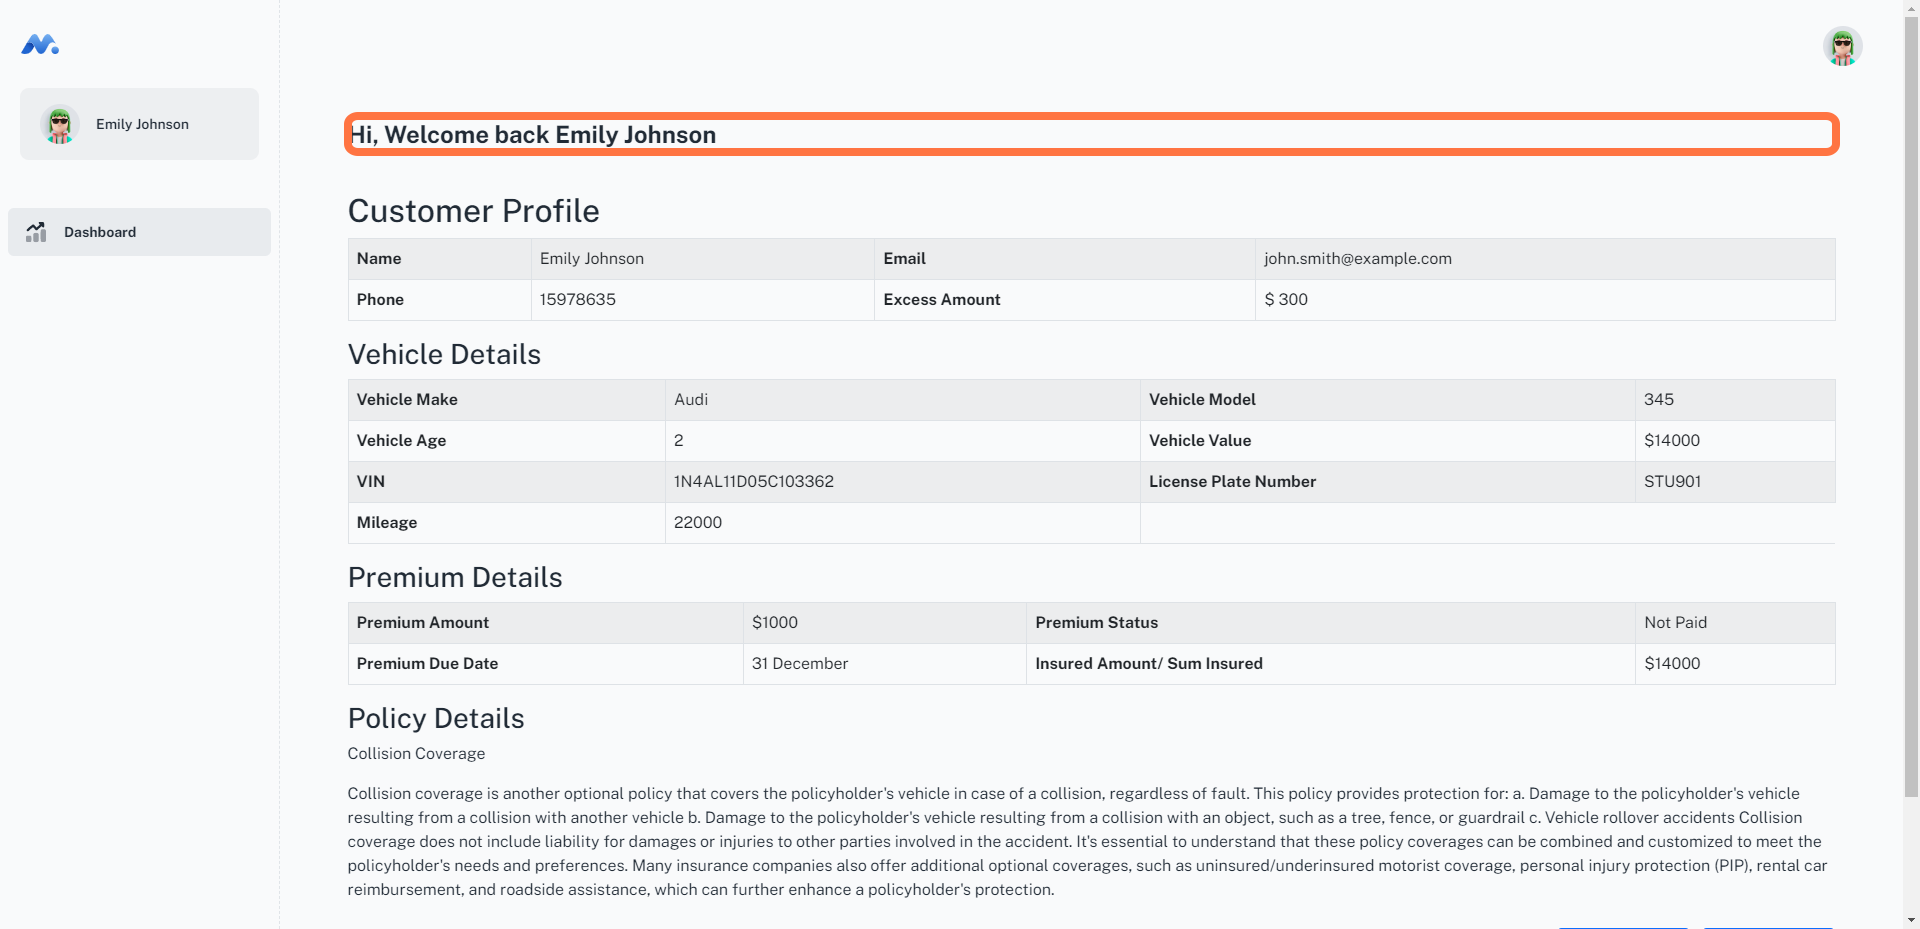 Emily Johnson
Dashboard
Hi, Welcome back Emily Johnson
Customer Profile
Name Emily Johnson Email john.smith@example.com
Phone 15978635 Excess Amount $ 300
Vehicle Details
Vehicle Make Audi Vehicle Model 345
Vehicle Age 2 Vehicle Value $14000
VIN 1N4AL11D05C103362 License Plate Number STU901
Mileage 22000
Premium Details
Premium Amount $1000 Premium Status Not Paid
Premium Due Date 31 December Insured Amount/ Sum Insured $14000
Policy Details
Collision Coverage
Collision coverage is another optional policy that covers the policyholder's vehicle in case of a collision, regardless of fault. This policy provides protection for: a. Damage to the policyholder's vehicle
resulting from a collision with another vehicle b. Damage to the policyholder's vehicle resulting from a collision with an object, such as a tree, fence, or guardrail c. Vehicle rollover accidents Collision
coverage does not include liability for damages or injuries to other parties involved in the accident. It's essential to understand that these policy coverages can be combined and customized to meet the
policyholder's needs and preferences. Many insurance companies also offer additional optional coverages, such as uninsured/underinsured motorist coverage, personal injury protection (PIP), rental car
reimbursement, and roadside assistance, which can further enhance a policyholder's protection.